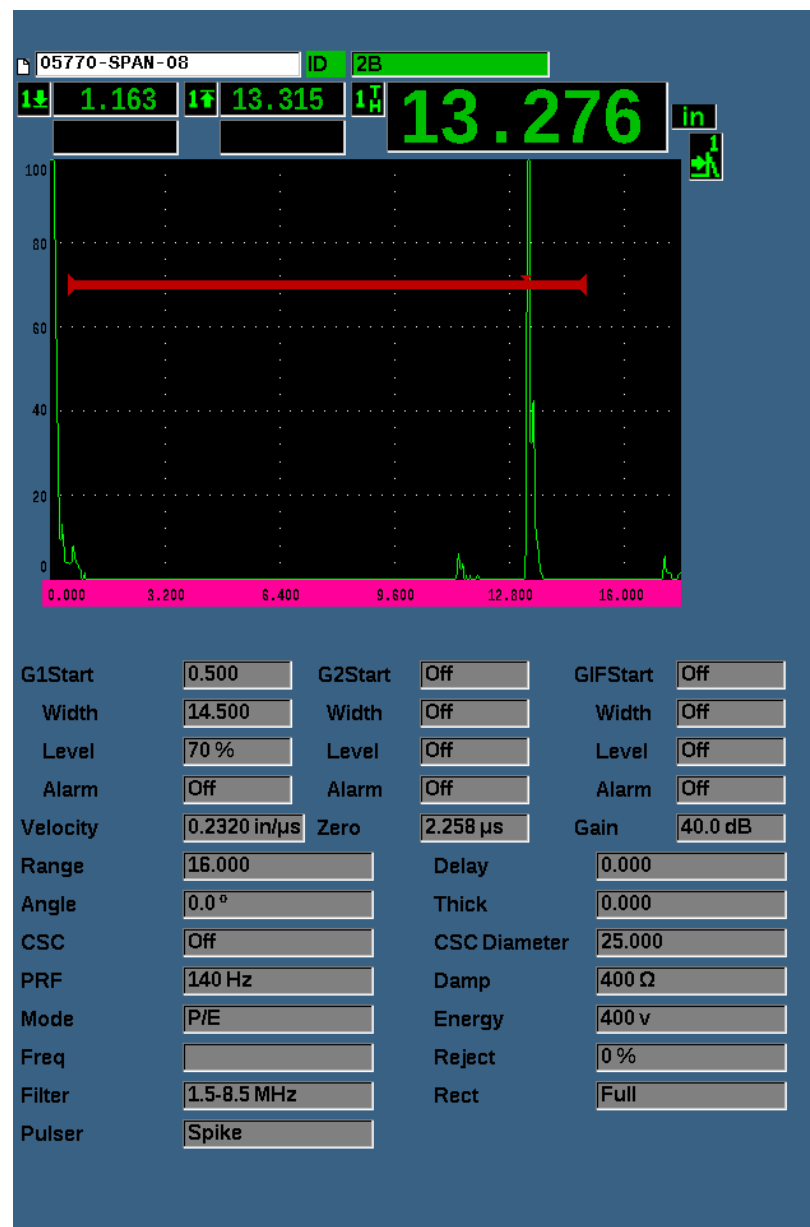 05770-SPAN-08 ID 2B
1 1.163 1 13.315 1 T H 13.276 in
1
100
80
60
40
20
0
0.000 3.200 6.400 9.600 12.800 16.000
G1Start 0.500 G2Start Off GIFStart Off
Width 14.500 Width Off Width Off
Level 70 % Level Off Level Off
Alarm Off Alarm Off Alarm Off
Velocity 0.2320 in/µs Zero 2.258 µs Gain 40.0 dB
Range 16.000 Delay 0.000
Angle 0.0 º Thick 0.000
CSC Off CSC Diameter 25.000
PRF 140 Hz Damp 400 Ω
Mode P/E Energy 400 v
Freq Reject 0 %
Filter 1.5-8.5 MHz Rect Full
Pulser Spike